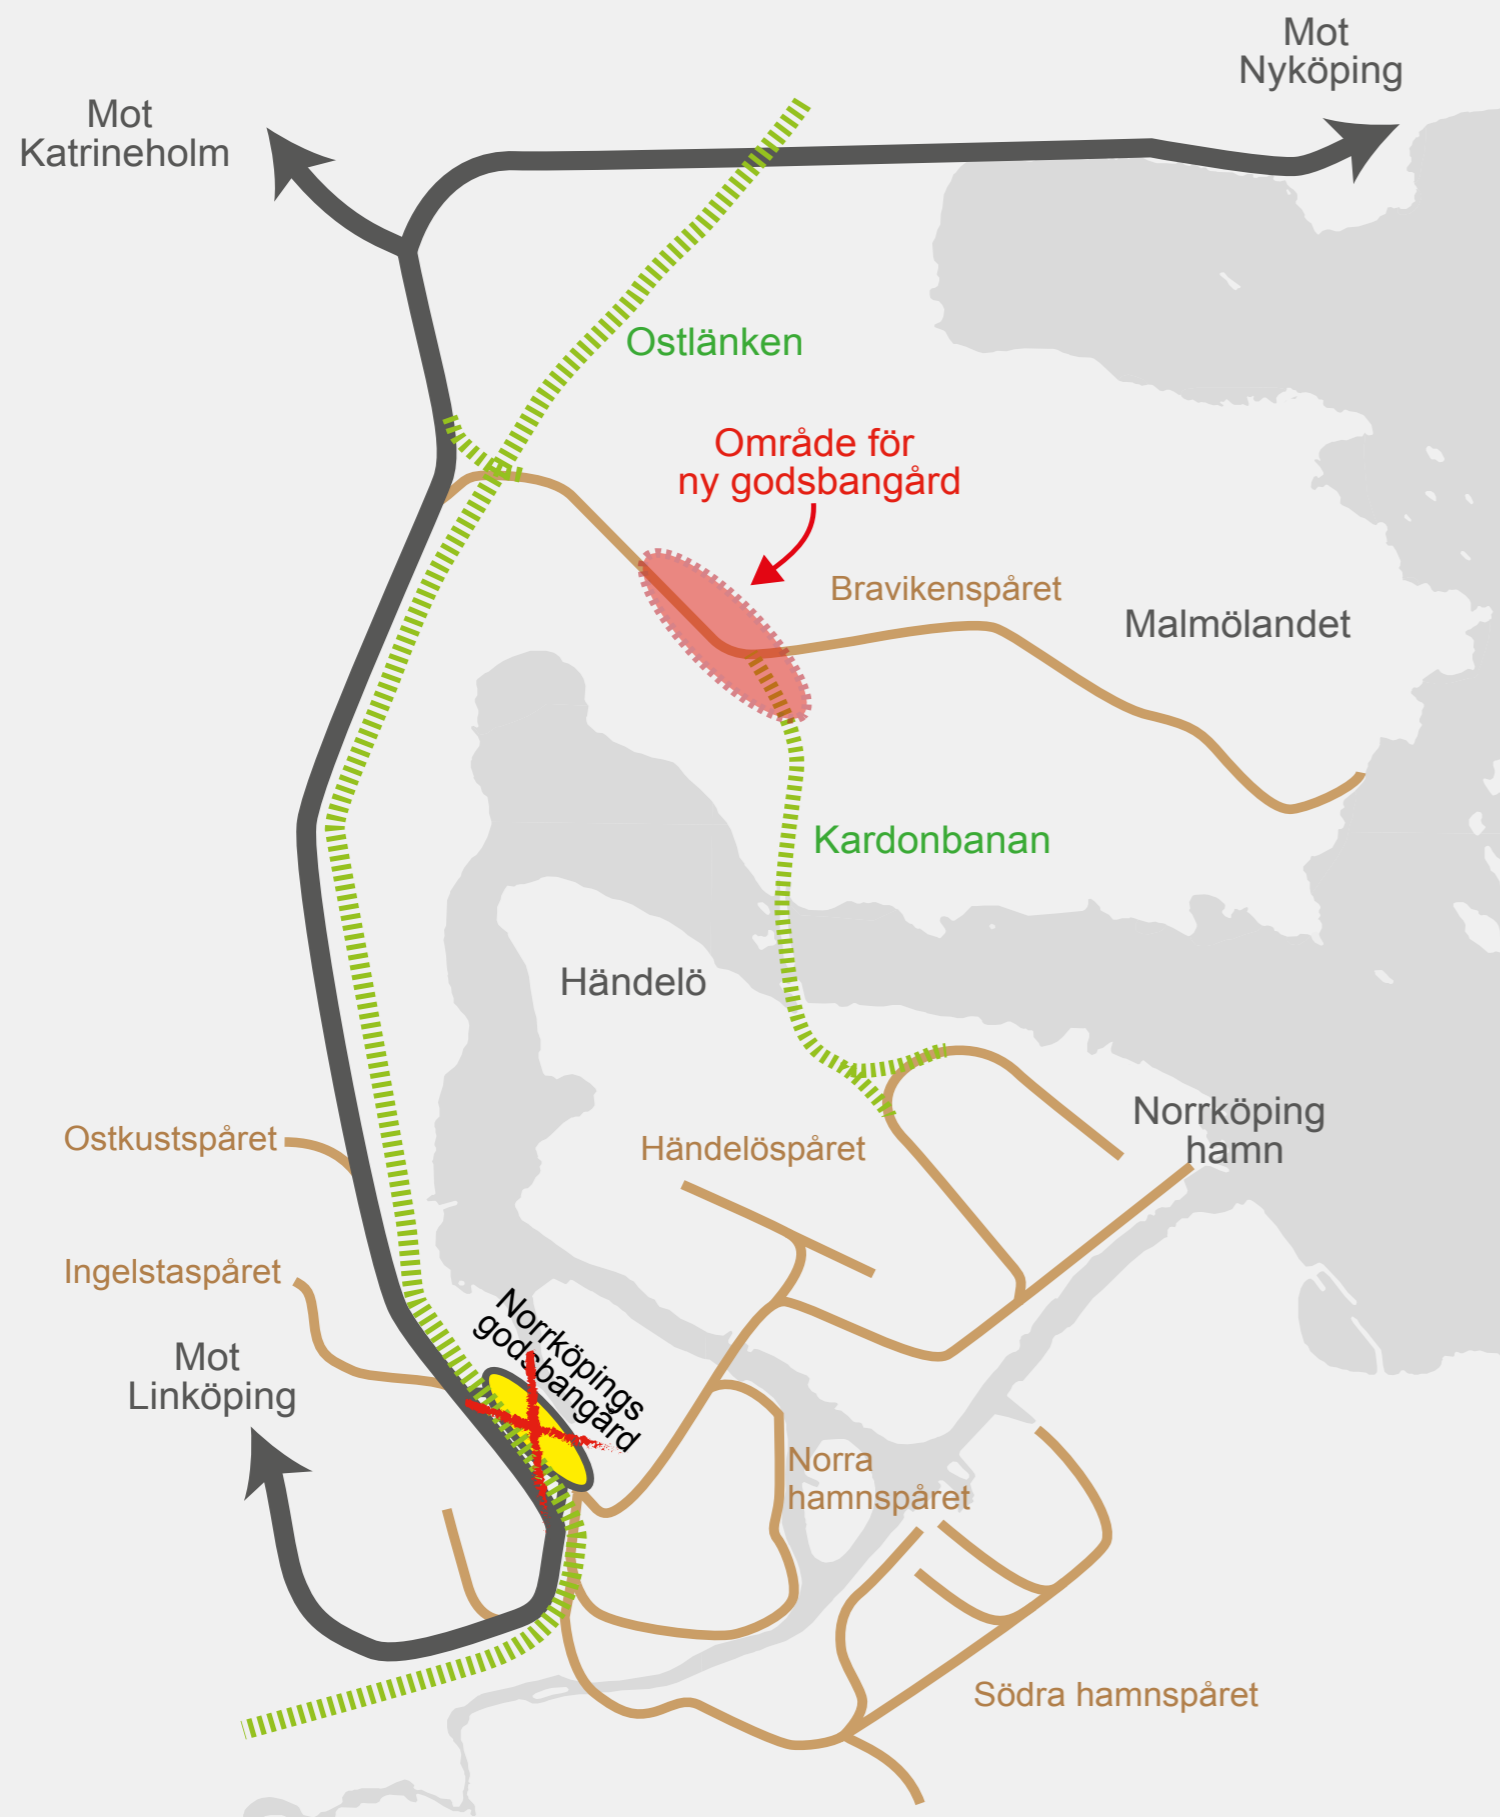 Mot
Nyköping
Mot
Katrineholm
Ostlänken
Område för
ny godsbangård
Bravikenspåret
Malmölandet
Kardonbanan
Händelö
Norrköping
hamn
Ostkustspåret
Händelöspåret
Ingelstaspåret
Norrköpings
godsbangård
Mot
Linköping
Norra
hamnspåret
Södra hamnspåret